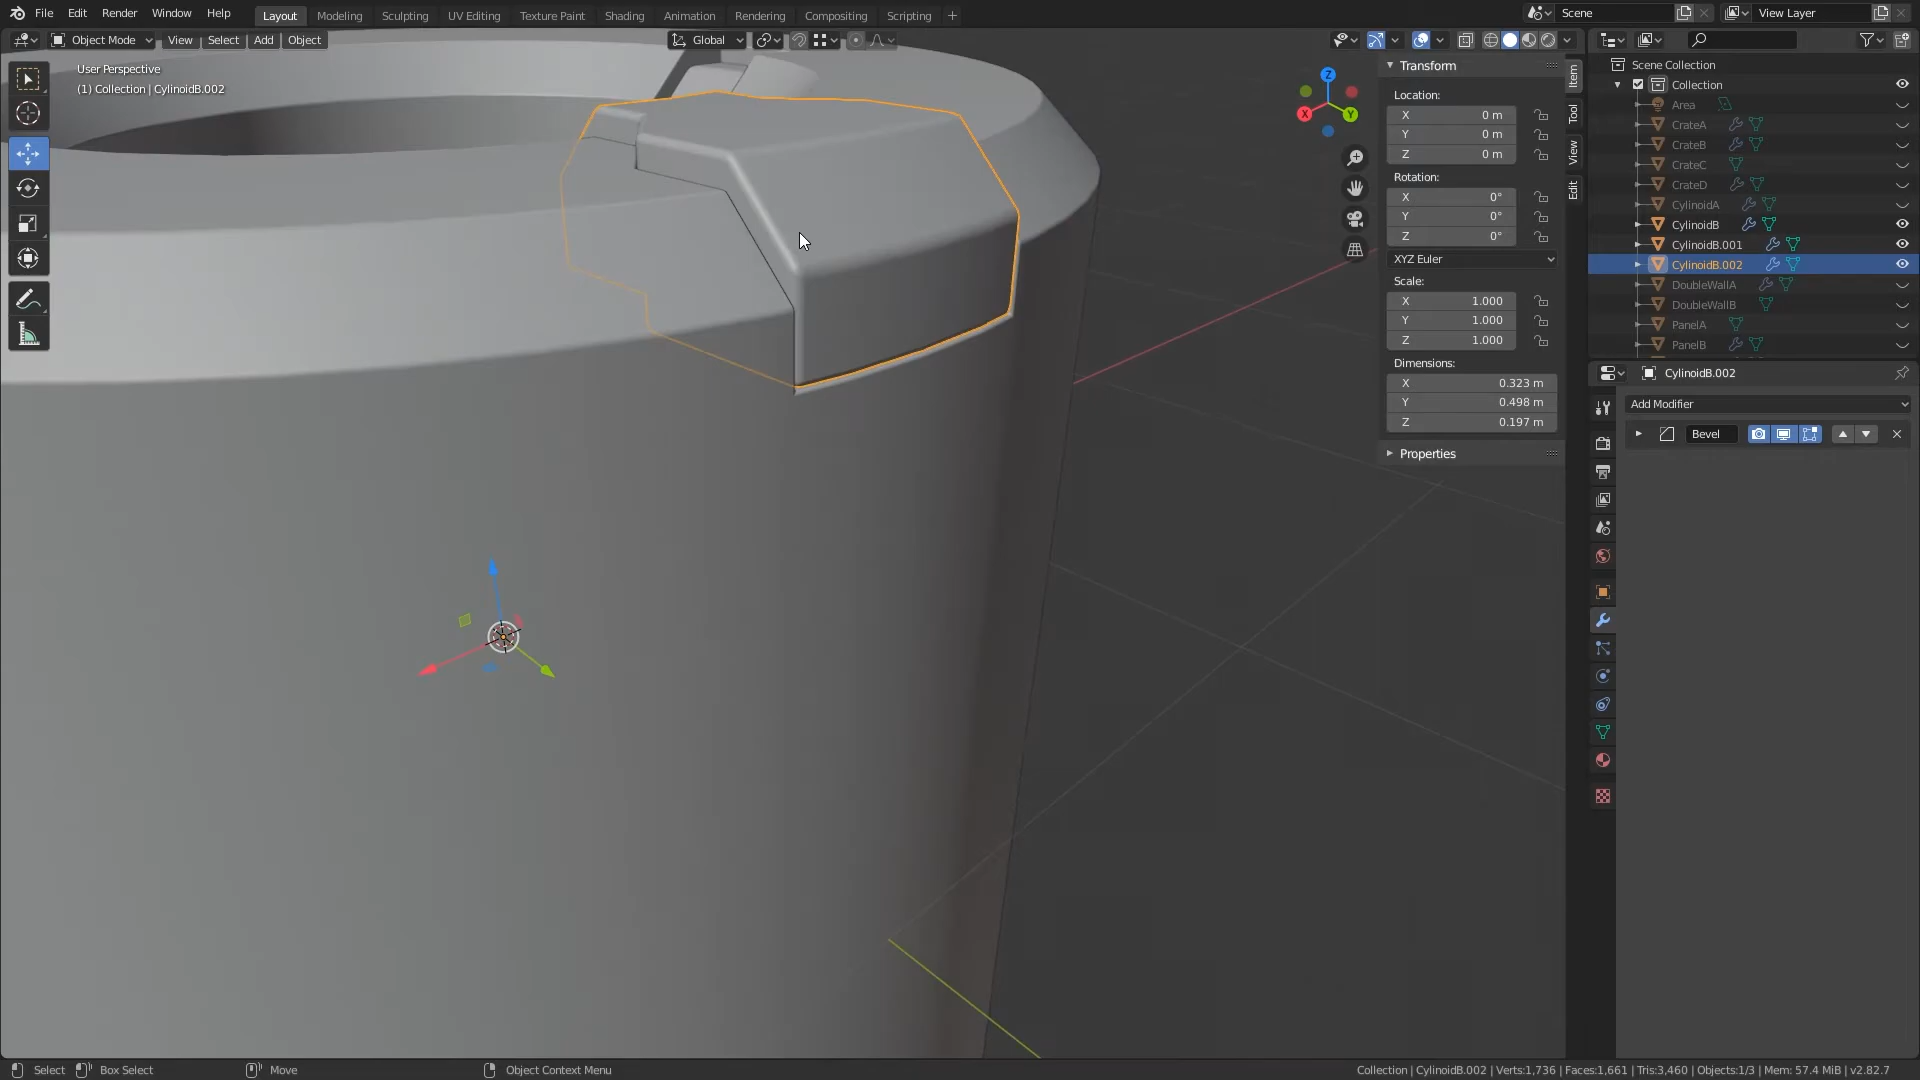 File Edit Render Window Help
Layout Modeling Sculpting UV Editing Texture Paint Shading Animation Rendering Compositing Scripting +
Scene
View Layer
Object Mode View Select Add Object
Global
User Perspective
(1) Collection | CylinoidB.002
Z
X
Y
Transform
Location:
X 0 m
Y 0 m
Z 0 m
Rotation:
X 0°
Y 0°
Z 0°
XYZ Euler
Scale:
X 1.000
Y 1.000
Z 1.000
Dimensions:
X 0.323 m
Y 0.498 m
Z 0.197 m
Properties
Item
Tool
View
Edit
Scene Collection
Collection
Area
CrateA
CrateB
CrateC
CrateD
CylinoidA
CylinoidB
CylinoidB.001
CylinoidB.002
DoubleWallA
DoubleWallB
PanelA
PanelB
CylinoidB.002
Add Modifier
Bevel
Select Box Select Move Object Context Menu
Collection | CylinoidB.002 | Verts:1,736 | Faces:1,661 | Tris:3,460 | Objects:1/3 | Mem: 57.4 MiB | v2.82.7